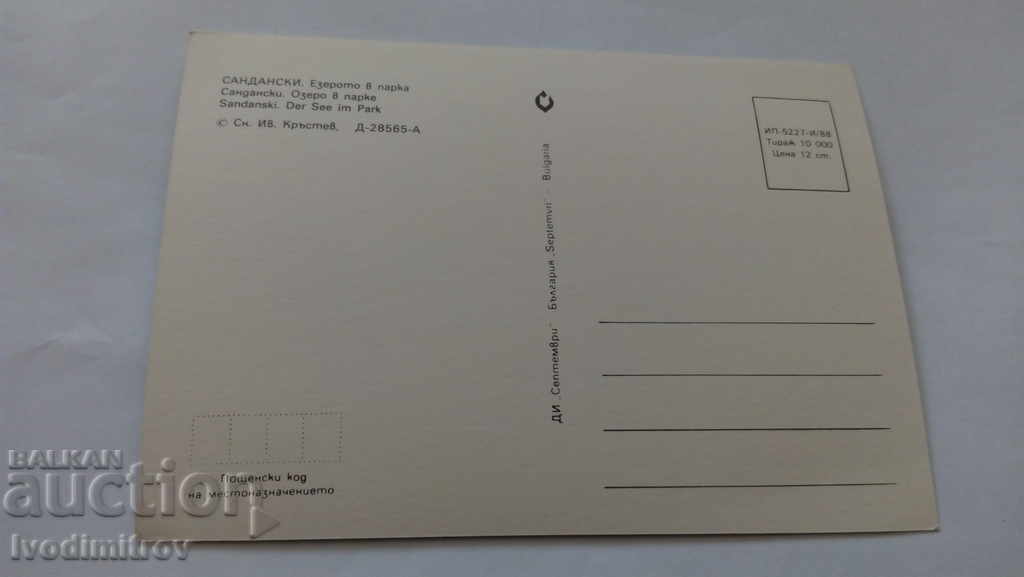 САНДАНСКИ. Езерото в парка
Сандански. Озеро в парке
Sandanski. Der See im Park
© Сн. Ив. Кръстев, Д-28565-А
ДИ „Септември" България „Septemvri" - Bulgaria
ИП-5227-И/88
Тираж 10 000
Цена 12 ст.
Пощенски код
на местоназначението
BALKAN
auction
Ivodimitrov